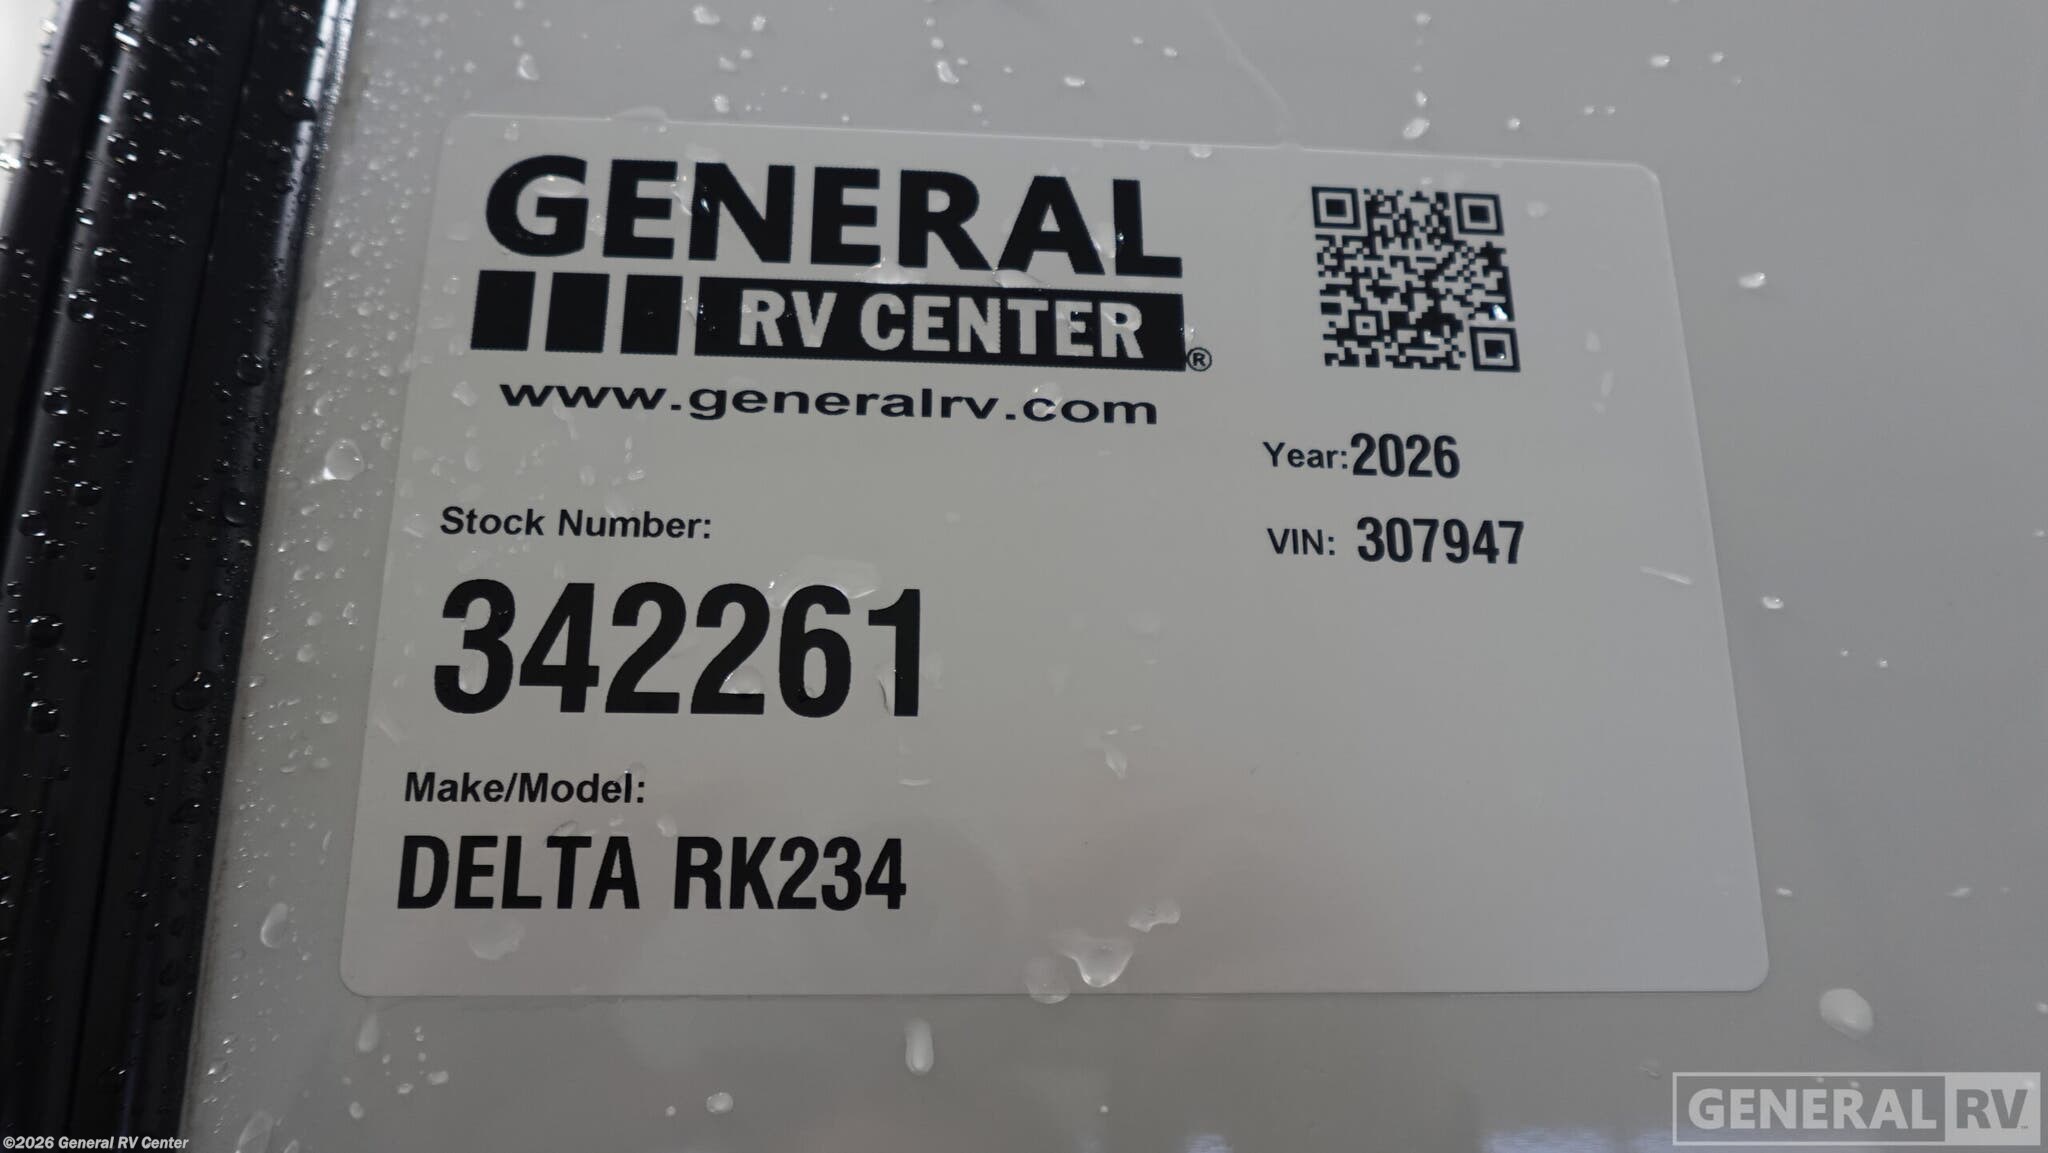 GENERAL
RV CENTER®
www.generalrv.com
Year: 2026
VIN: 307947
Stock Number:
342261
Make/Model:
DELTA RK234
©2026 General RV Center
GENERAL RV™